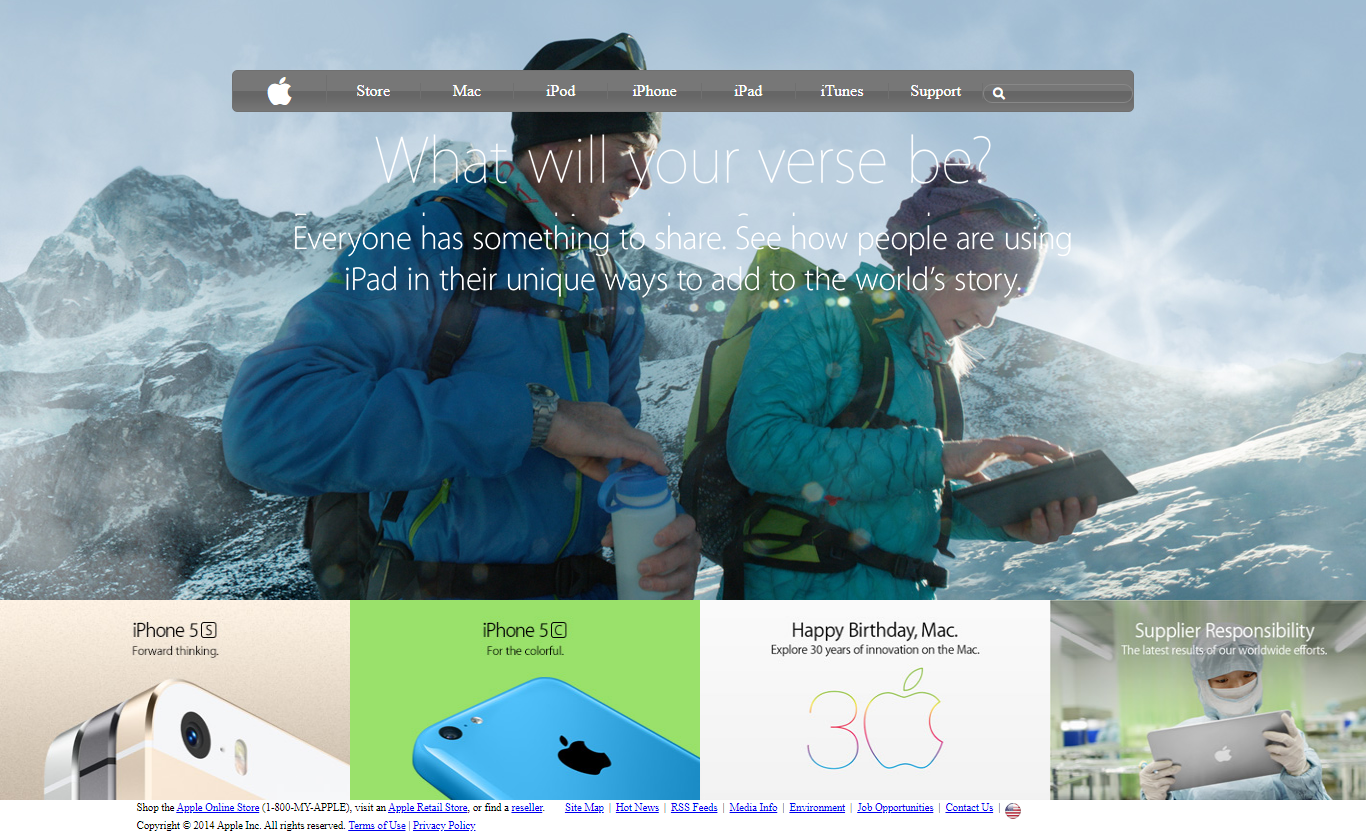 Store Mac iPod iPhone iPad iTunes Support
What will your verse be?
Everyone has something to share. See how people are using
iPad in their unique ways to add to the world's story.
iPhone 5S
Forward thinking.
iPhone 5C
For the colorful.
Happy Birthday, Mac.
Explore 30 years of innovation on the Mac.
30
Supplier Responsibility
The latest results of our worldwide efforts.
Shop the Apple Online Store (1-800-MY-APPLE), visit an Apple Retail Store, or find a reseller. Site Map | Hot News | RSS Feeds | Media Info | Environment | Job Opportunities | Contact Us |
Copyright © 2014 Apple Inc. All rights reserved. Terms of Use | Privacy Policy